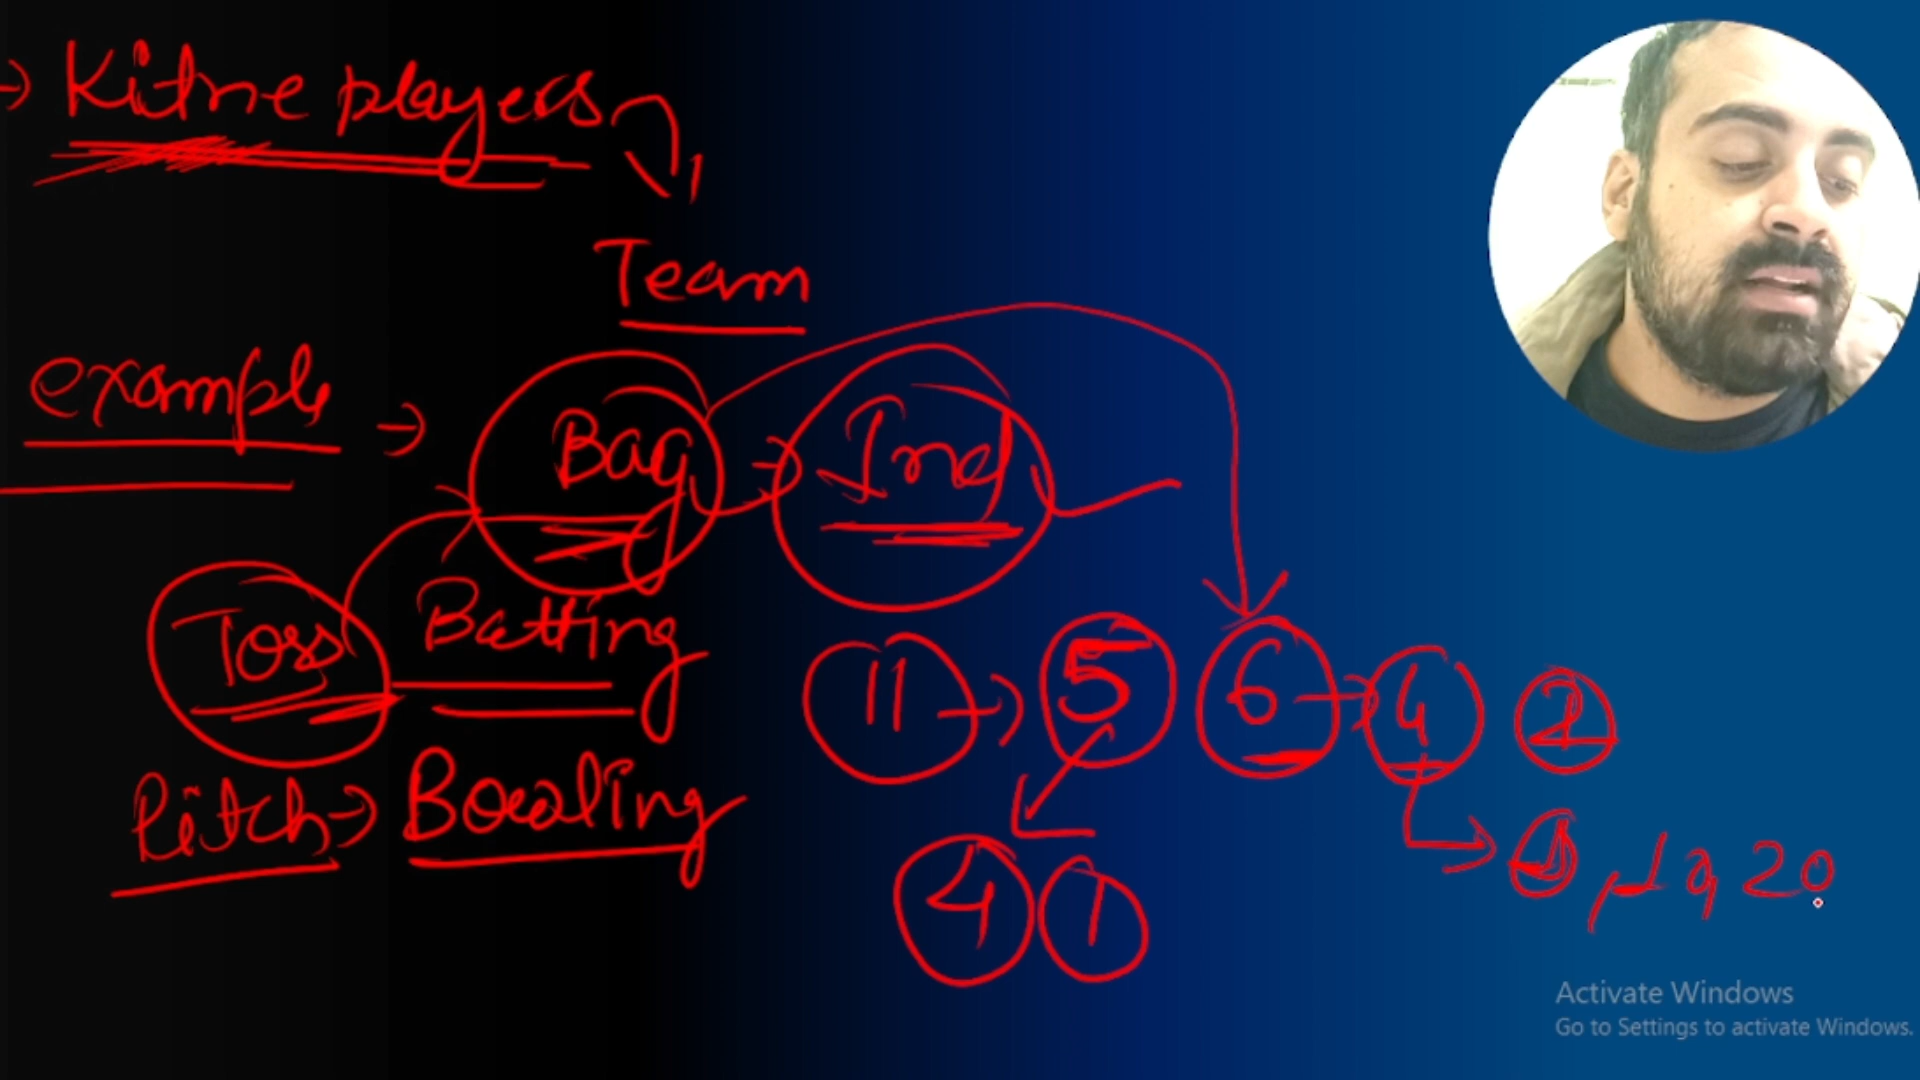 → Kitne players
Team
example → Bag → Ind
Toss Batting
11 → 5 6 → 4 2
Pitch → Bowling
4 1
20
Activate Windows
Go to Settings to activate Windows.